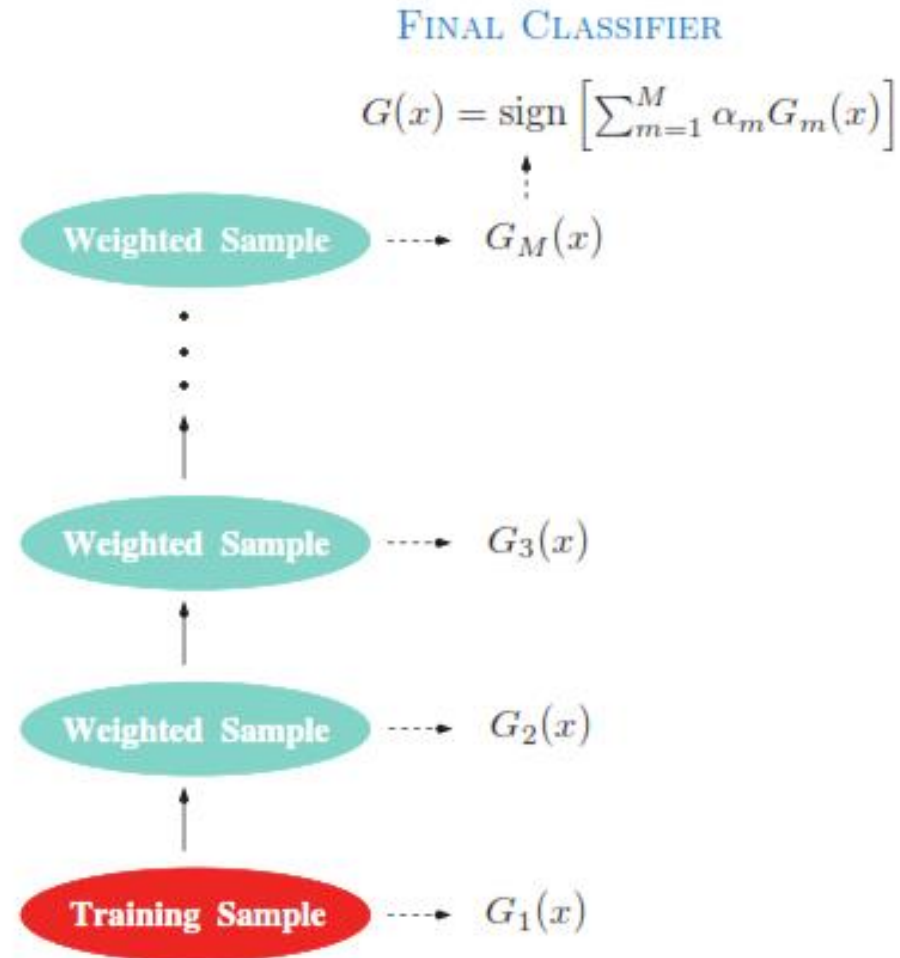 FINAL CLASSIFIER
G(x) = sign [∑_{m=1}^{M} α_m G_m(x)]
Weighted Sample
G_M(x)
Weighted Sample
G_3(x)
Weighted Sample
G_2(x)
Training Sample
G_1(x)